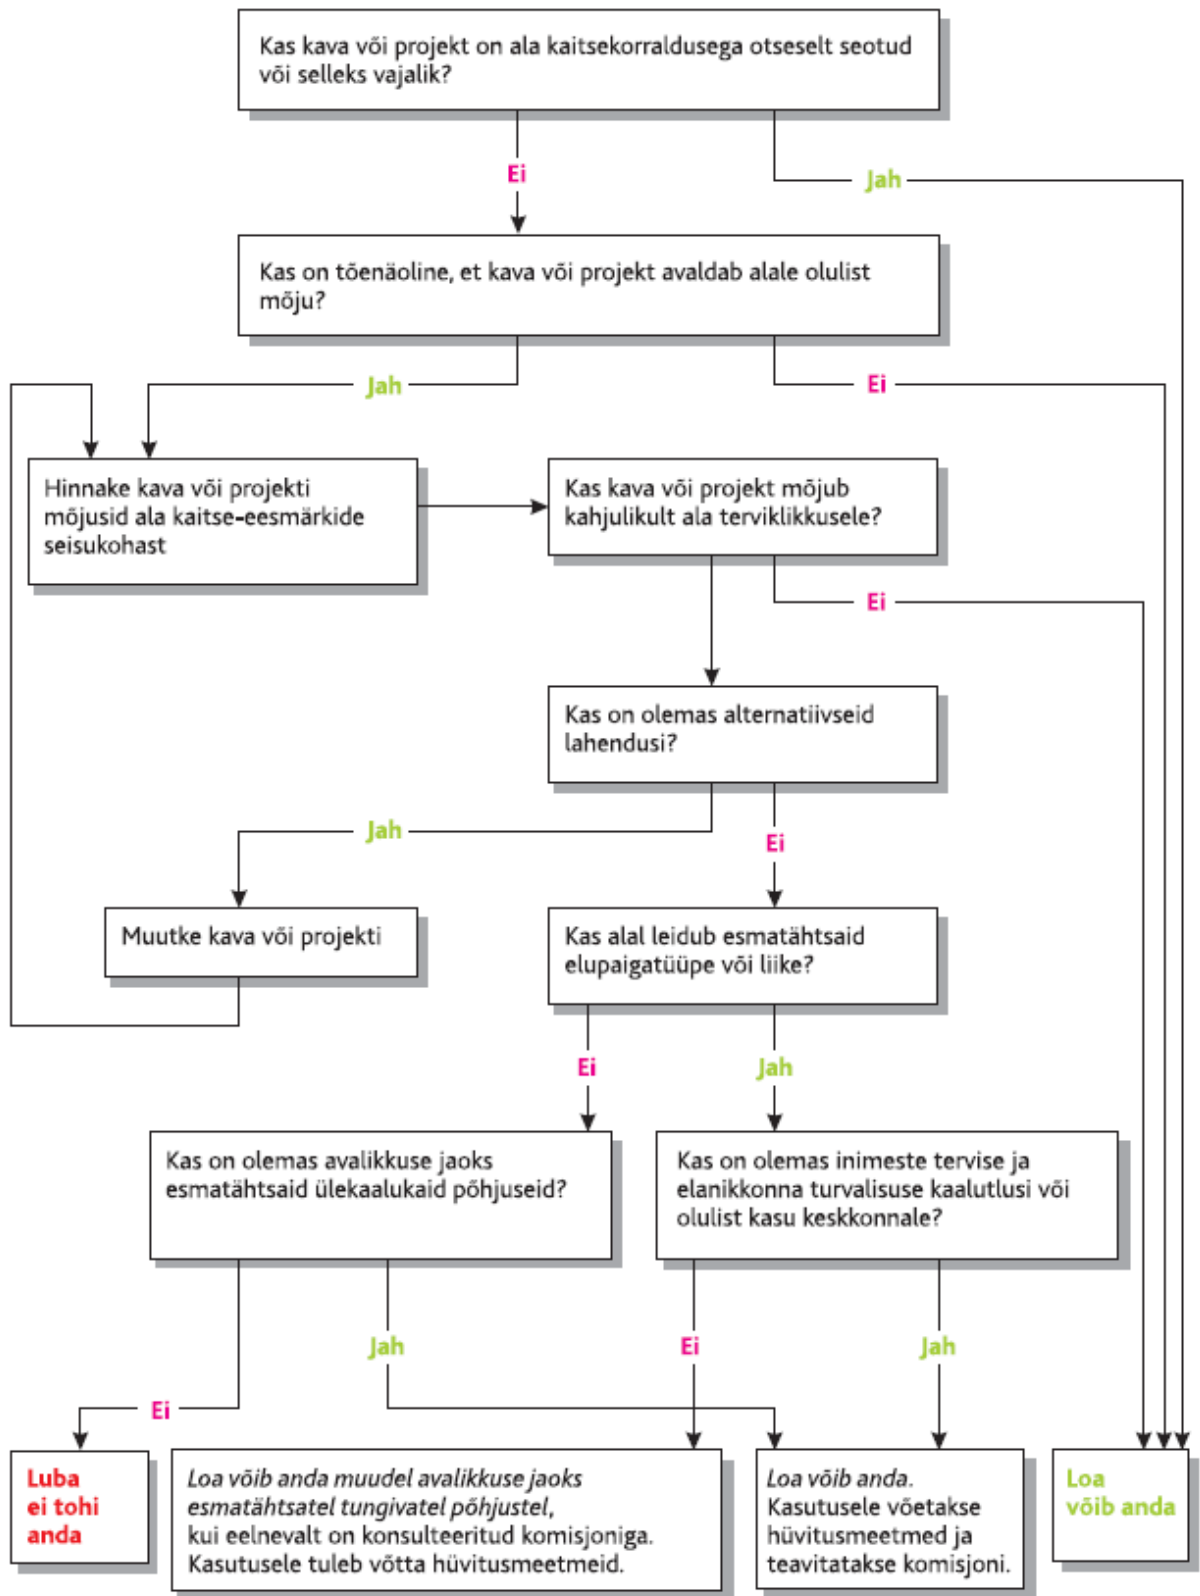 Kas kava või projekt on ala kaitsekorraldusega otseselt seotud
või selleks vajalik?
Ei
Jah
Kas on tõenäoline, et kava või projekt avaldab alale olulist
mõju?
Jah
Ei
Hinnake kava või projekti
mõjusid ala kaitse-eesmärkide
seisukohast
Kas kava või projekt mõjub
kahjulikult ala terviklikkusele?
Ei
Kas on olemas alternatiivseid
lahendusi?
Jah
Ei
Muutke kava või projekti
Kas alal leidub esmatähtsaid
elupaigatüüpe või liike?
Ei
Jah
Kas on olemas avalikkuse jaoks
esmatähtsaid ülekaalukaid põhjuseid?
Kas on olemas inimeste tervise ja
elanikkonna turvalisuse kaalutlusi või
olulist kasu keskkonnale?
Ei
Jah
Ei
Jah
Luba
ei tohi
anda
Loa võib anda muudel avalikkuse jaoks
esmatähtsatel tungivatel põhjustel,
kui eelnevalt on konsulteeritud komisjoniga.
Kasutusele tuleb võtta hüvitusmeetmeid.
Loa võib anda.
Kasutusele võetakse
hüvitusmeetmed ja
teavitatakse komisjoni.
Loa
võib anda